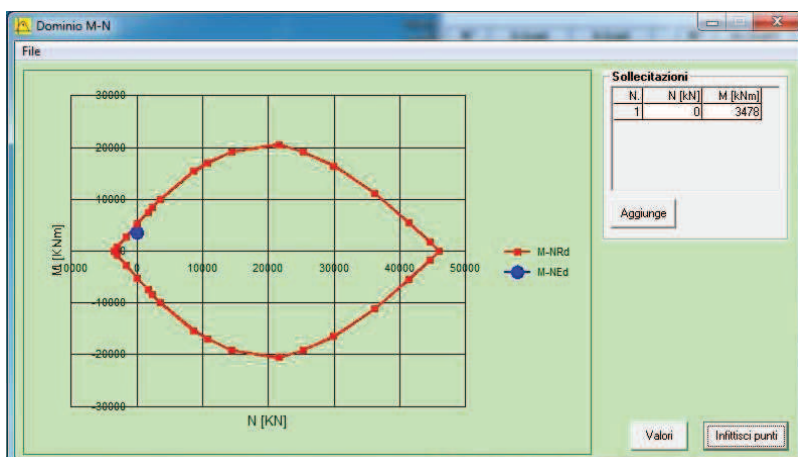 Dominio M-N
File
30000
20000
10000
0
-10000
-20000
-30000
10000
0
10000
20000
30000
40000
50000
M [KNm]
N [KN]
M-NRd
M-NEd
Sollecitazioni
N. N [kN] M [kNm]
1 0 3478
Aggiunge
Valori
Infittisci punti